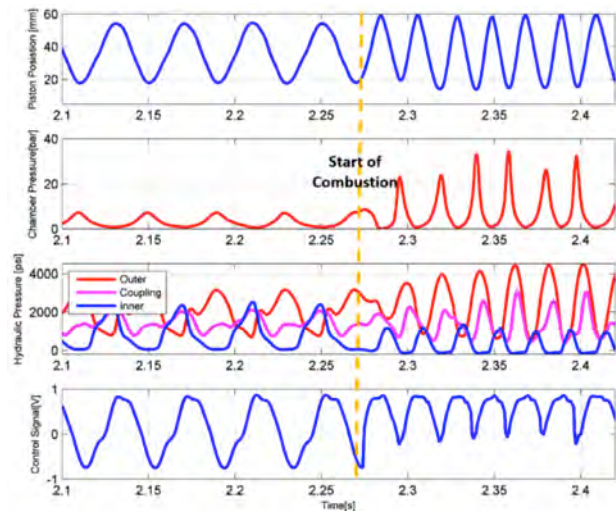 Piston Posistion [mm]
60
40
20
2.1 2.15 2.2 2.25 2.3 2.35 2.4
Chamber Pressure[bar]
40
20
0
Start of
Combustion
2.1 2.15 2.2 2.25 2.3 2.35 2.4
Hydraulic Pressure [psi]
4000
2000
0
Outer
Coupling
inner
2.1 2.15 2.2 2.25 2.3 2.35 2.4
Control Signal[V]
1
0
-1
2.1 2.15 2.2 2.25 2.3 2.35 2.4
Time[s]